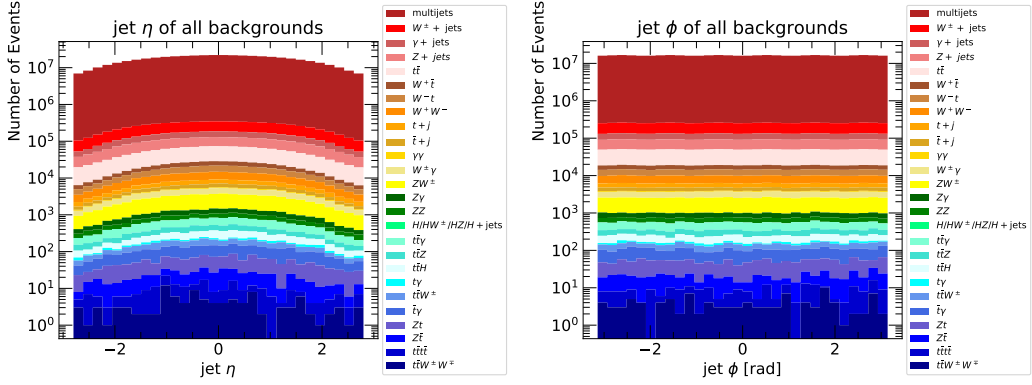 jet η of all backgrounds
Number of Events
10⁷
10⁶
10⁵
10⁴
10³
10²
10¹
10⁰
−2
0
2
jet η
multijets
W± + jets
γ + jets
Z + jets
tt̄
W⁺t̄
W⁻t
W⁺W⁻
t + j
t̄ + j
γγ
W±γ
ZW±
Zγ
ZZ
H/HW±/HZ/H + jets
tt̄γ
tt̄Z
tt̄H
tγ
tt̄W±
t̄γ
Zt
Zt̄
tt̄tt̄
tt̄W±W∓
jet ϕ of all backgrounds
Number of Events
10⁷
10⁶
10⁵
10⁴
10³
10²
10¹
10⁰
−2
0
2
jet ϕ [rad]
multijets
W± + jets
γ + jets
Z + jets
tt̄
W⁺t̄
W⁻t
W⁺W⁻
t + j
t̄ + j
γγ
W±γ
ZW±
Zγ
ZZ
H/HW±/HZ/H + jets
tt̄γ
tt̄Z
tt̄H
tγ
tt̄W±
t̄γ
Zt
Zt̄
tt̄tt̄
tt̄W±W∓